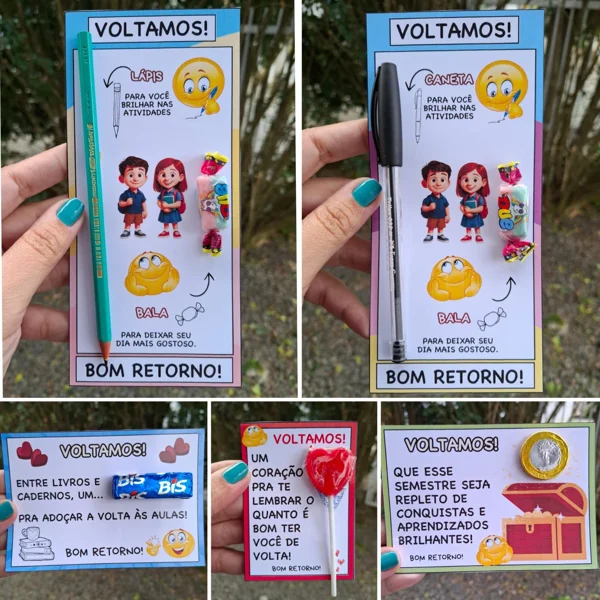 VOLTAMOS!
LÁPIS
PARA VOCÊ
BRILHAR NAS
ATIVIDADES
BALA
PARA DEIXAR SEU
DIA MAIS GOSTOSO.
BOM RETORNO!
VOLTAMOS!
CANETA
PARA VOCÊ
BRILHAR NAS
ATIVIDADES
BALA
PARA DEIXAR SEU
DIA MAIS GOSTOSO.
BOM RETORNO!
VOLTAMOS!
ENTRE LIVROS E
CADERNOS, UM...
BIS
BIS
PRA ADOÇAR A VOLTA ÀS AULAS!
BOM RETORNO!
VOLTAMOS!
UM
CORAÇÃO
PRA TE
LEMBRAR O
QUANTO É
BOM TER
VOCÊ DE
VOLTA!
BOM RETORNO!
VOLTAMOS!
QUE ESSE
SEMESTRE SEJA
REPLETO DE
CONQUISTAS E
APRENDIZADOS
BRILHANTES!
BOM RETORNO!